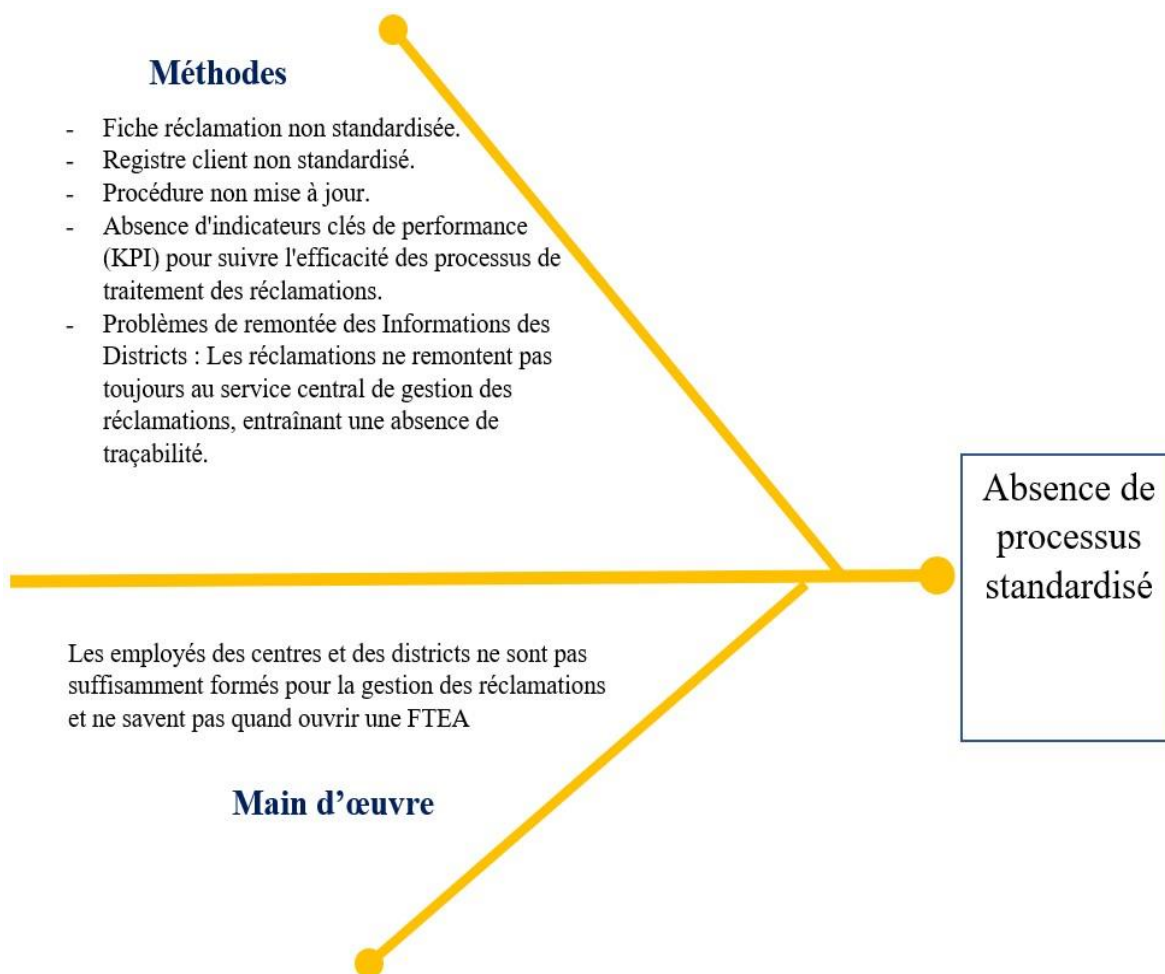 Méthodes
- Fiche réclamation non standardisée.
- Registre client non standardisé.
- Procédure non mise à jour.
- Absence d'indicateurs clés de performance
(KPI) pour suivre l'efficacité des processus de
traitement des réclamations.
- Problèmes de remontée des Informations des
Districts : Les réclamations ne remontent pas
toujours au service central de gestion des
réclamations, entraînant une absence de
traçabilité.
Absence de
processus
standardisé
Les employés des centres et des districts ne sont pas
suffisamment formés pour la gestion des réclamations
et ne savent pas quand ouvrir une FTEA
Main d’œuvre